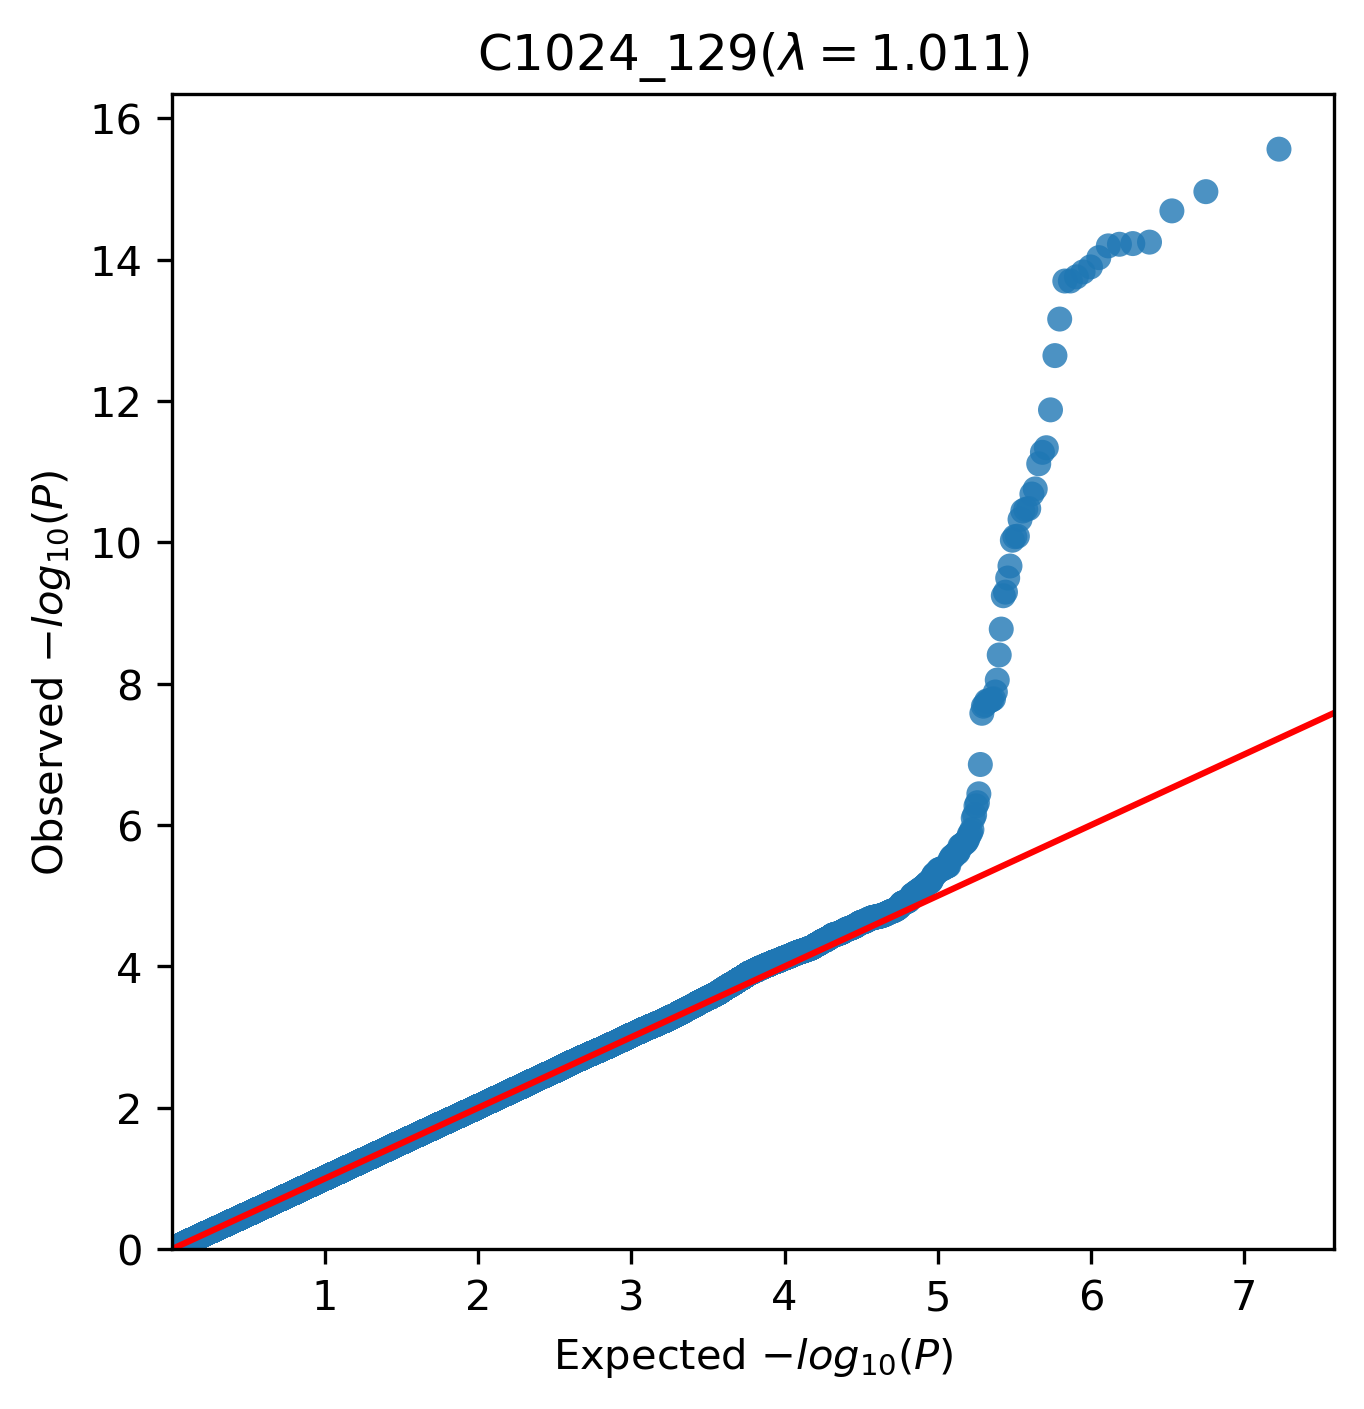 C1024_129(λ = 1.011)
16
14
12
10
8
6
4
2
0
Observed −log₁₀(P)
1 2 3 4 5 6 7
Expected −log₁₀(P)